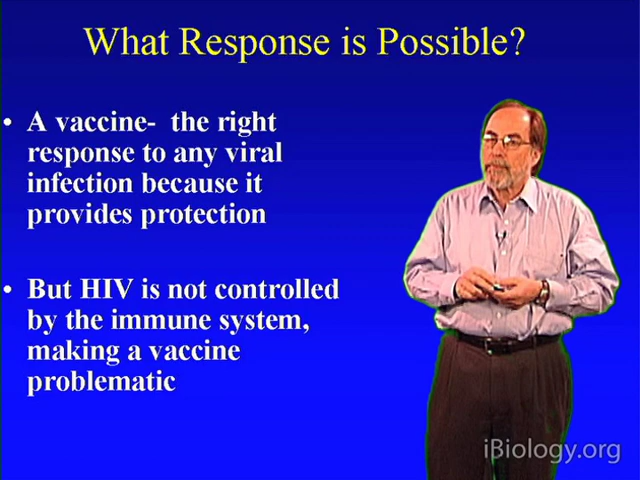 What Response is Possible?
• A vaccine- the right
response to any viral
infection because it
provides protection
• But HIV is not controlled
by the immune system,
making a vaccine
problematic
iBiology.org